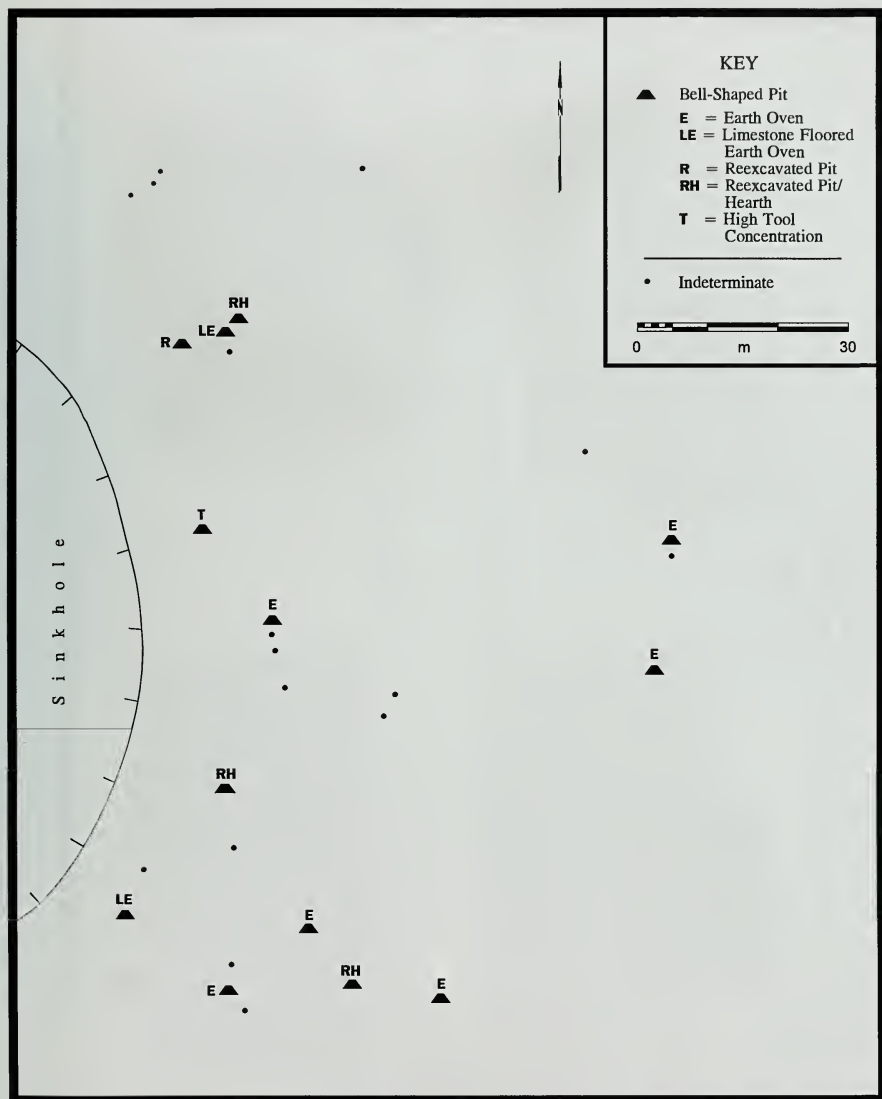 KEY
Bell-Shaped Pit
E = Earth Oven
LE = Limestone Floored
Earth Oven
R = Reexcavated Pit
RH = Reexcavated Pit/
Hearth
T = High Tool
Concentration
Indeterminate
0 m 30
N
RH
LE
R
T
E
E
Sinkhole
E
RH
LE
E
RH
E
E